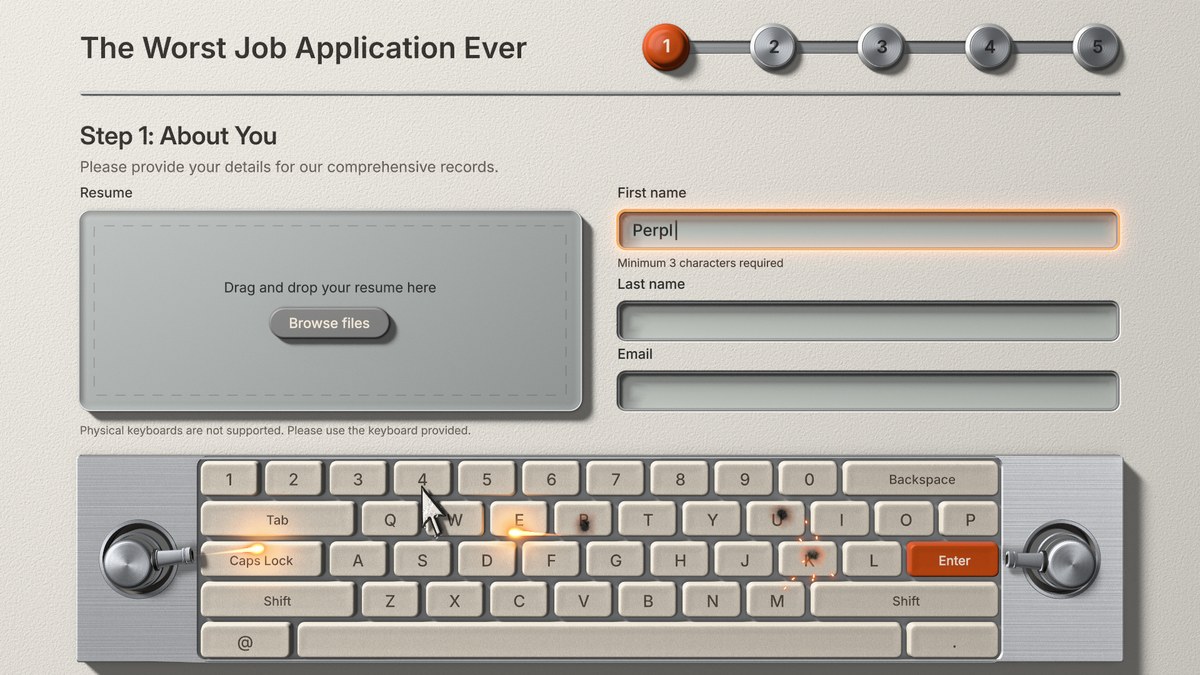 The Worst Job Application Ever
1 2 3 4 5
Step 1: About You
Please provide your details for our comprehensive records.
Resume
Drag and drop your resume here
Browse files
Physical keyboards are not supported. Please use the keyboard provided.
First name
Perpl
Minimum 3 characters required
Last name
Email
1 2 3 4 5 6 7 8 9 0 Backspace
Tab Q W E R T Y U I O P
Caps Lock A S D F G H J K L Enter
Shift Z X C V B N M Shift
@ .